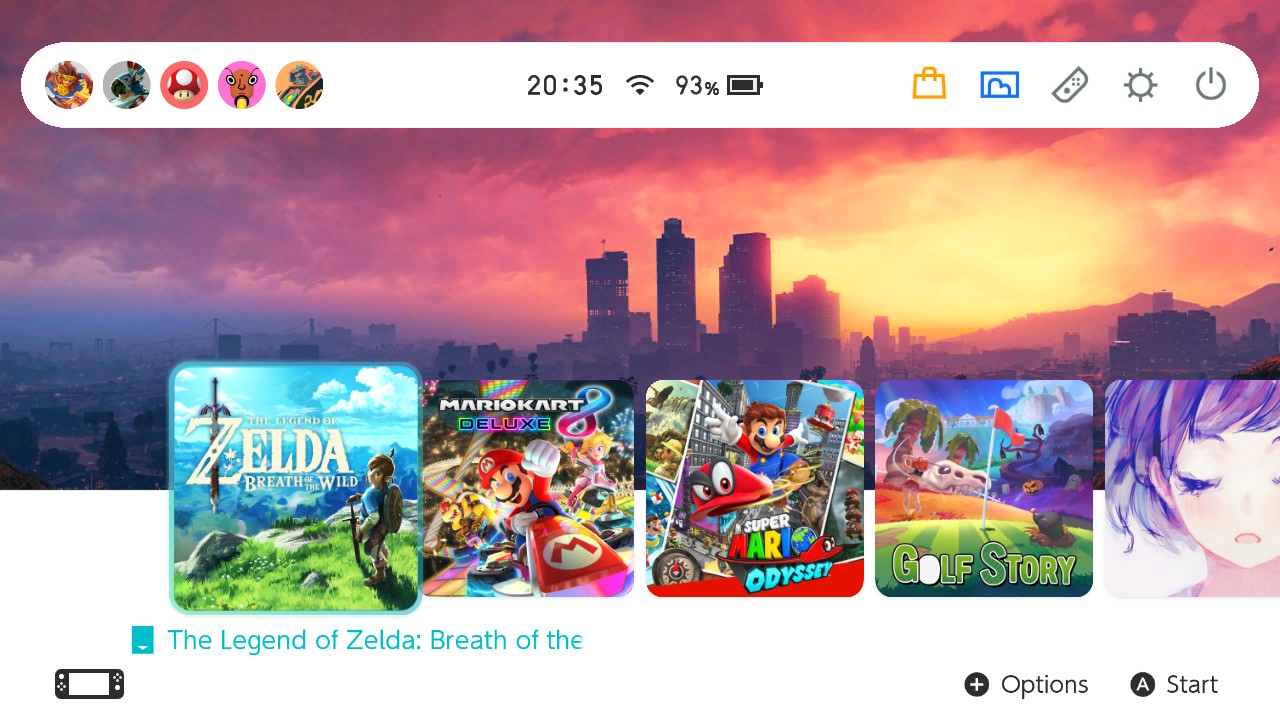 20:35 93%
THE LEGEND OF
ZELDA
BREATH OF THE WILD
MARIOKART 8
DELUXE
SUPER
MARIO
ODYSSEY
GOLF STORY
The Legend of Zelda: Breath of the
+ Options A Start